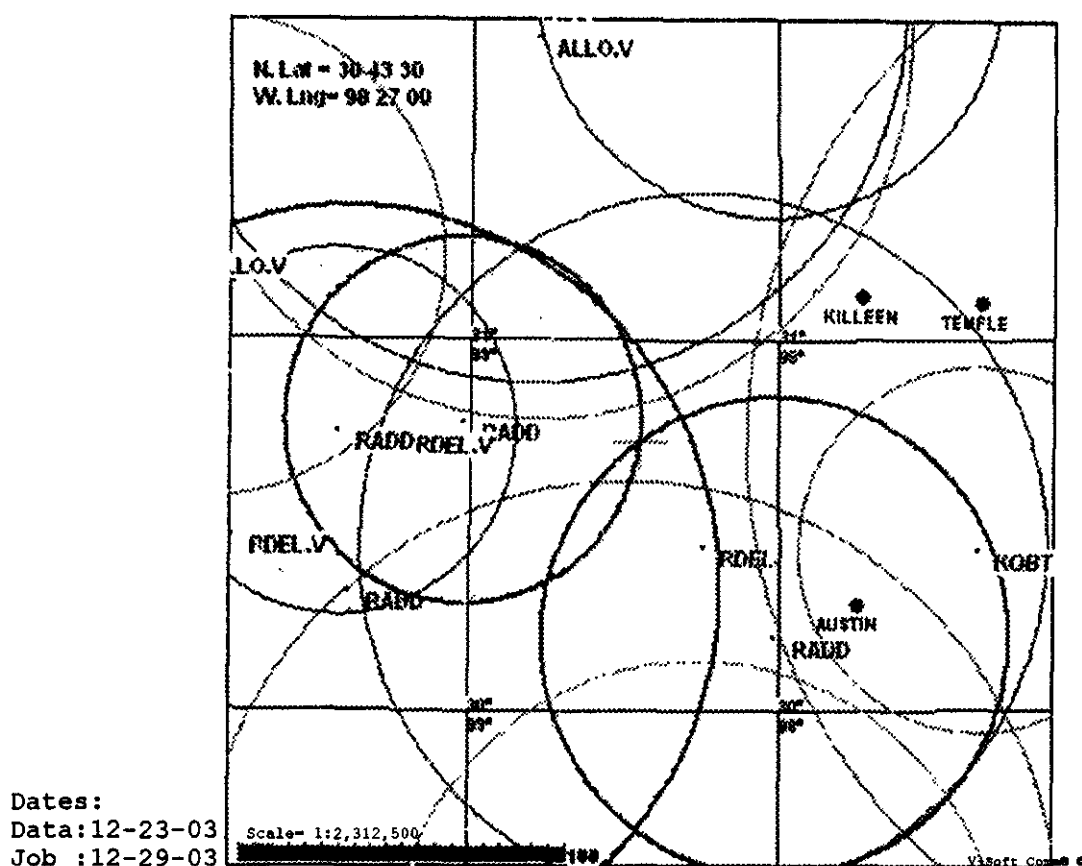 ALLO.V
N. Lat = 30 43 30
W. Lng= 98 27 00
LO.V
KILLEEN
TEMPLE
31°
99°
31°
98°
RADD
RDEL.V
RADD
RDEL.V
RDEL
KOBT
RADD
AUSTIN
RADD
30°
99°
30°
98°
Dates:
Data:12-23-03
Job :12-29-03
Scale= 1:2,312,500
100
V-Soft Comm